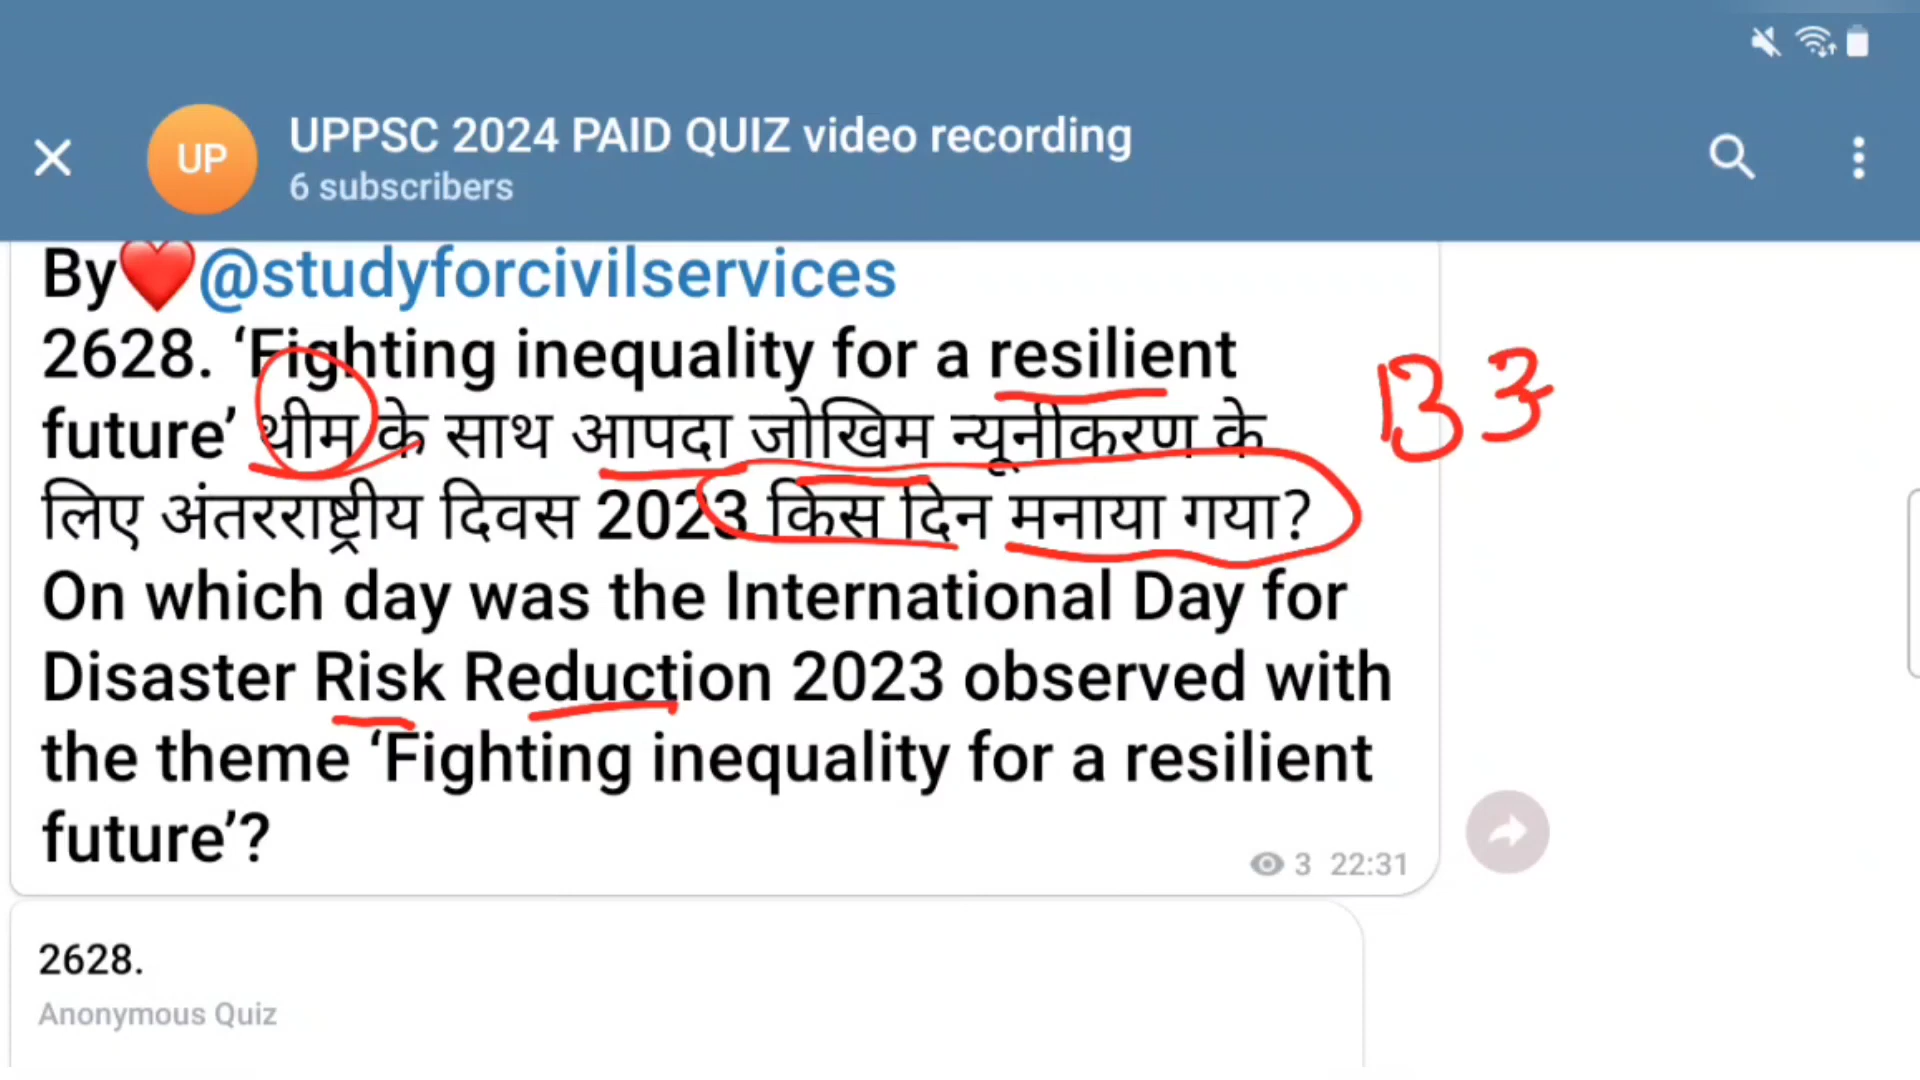 UP
UPPSC 2024 PAID QUIZ video recording
6 subscribers
By❤️@studyforcivilservices
2628. ‘Fighting inequality for a resilient
future’ थीम के साथ आपदा जोखिम न्यूनीकरण के
लिए अंतरराष्ट्रीय दिवस 2023 किस दिन मनाया गया?
On which day was the International Day for
Disaster Risk Reduction 2023 observed with
the theme ‘Fighting inequality for a resilient
future’?
3 22:31
2628.
Anonymous Quiz